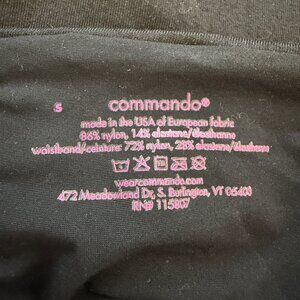 S
commando®
made in the USA of European fabric
86% nylon, 14% elastane/élasthanne
waistband/ceinture: 72% nylon, 28% elastane/élasthanne
wearcommando.com
472 Meadowland Dr, S. Burlington, VT 05403
RN# 115807